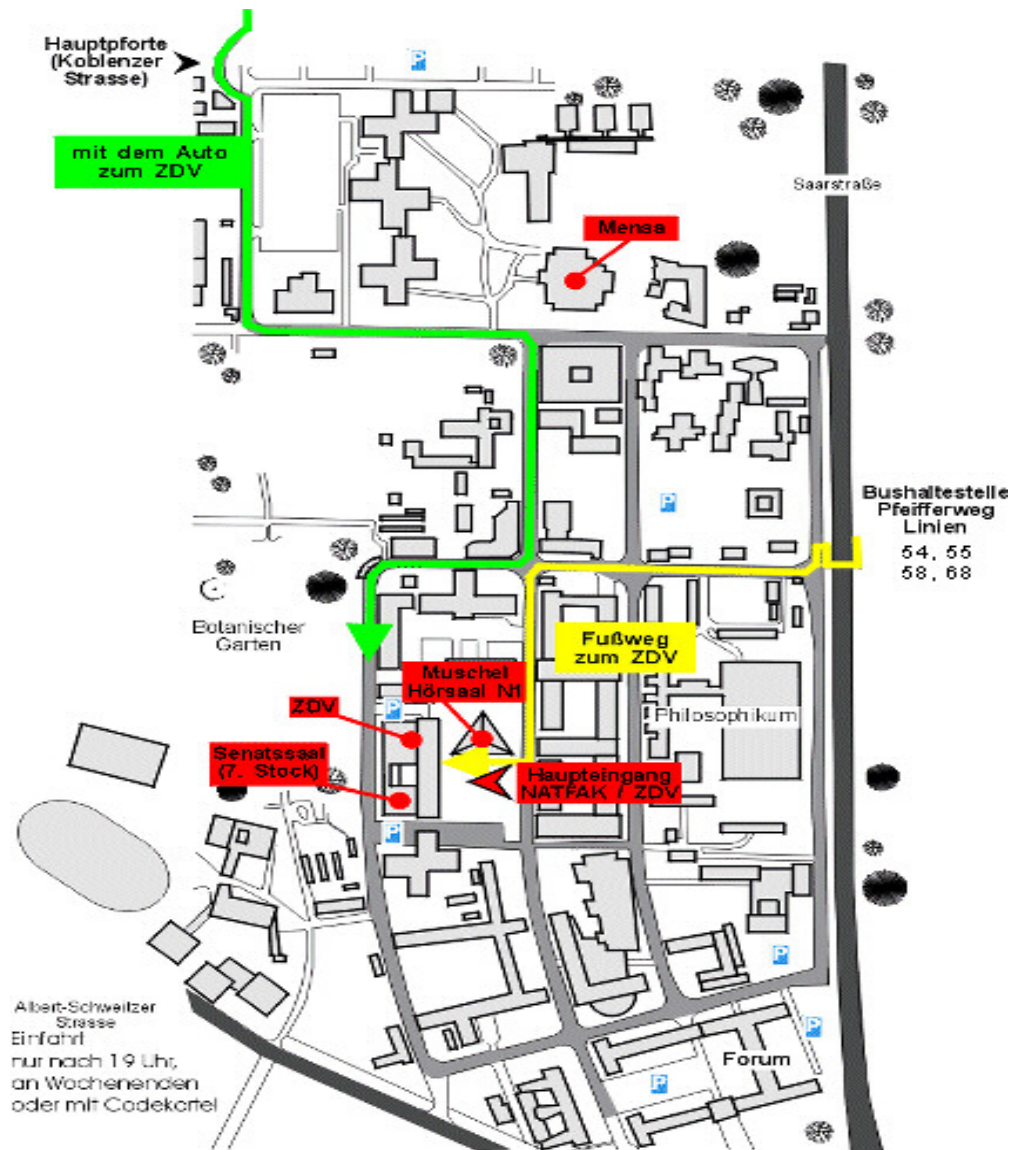 Hauptpforte
(Koblenzer
Strasse)
P
mit dem Auto
zum ZDV
Saarstraße
Mensa
Bushaltestelle
Pfeifferweg
Linien
54, 55
58, 68
P
Botanischer
Garten
Fußweg
zum ZDV
Muschel
Hörsaal N1
ZDV
P
Philosophikum
Senatssaal
(7. Stock)
Haupteingang
NATFAK / ZDV
P
P
Albert-Schweitzer
Strasse
Einfahrt
nur nach 19 Uhr,
an Wochenenden
oder mit Codekarte!
P
Forum
P